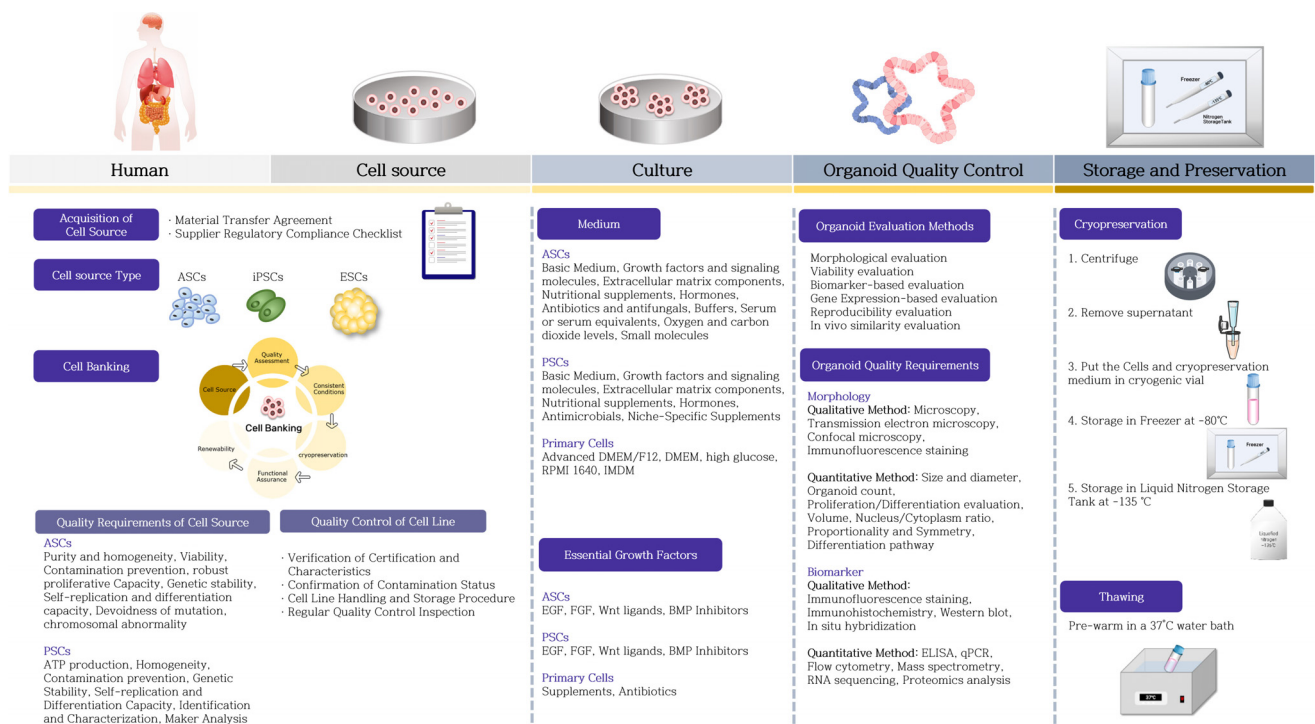 Human
Cell source
Culture
Organoid Quality Control
Storage and Preservation
Acquisition of
Cell Source
· Material Transfer Agreement
· Supplier Regulatory Compliance Checklist
Cell source Type
ASCs
iPSCs
ESCs
Cell Banking
Quality
Assessment
Cell Source
Consistent
Conditions
Cell Banking
Renewability
cryopreservation
Functional
Assurance
Quality Requirements of Cell Source
ASCs
Purity and homogeneity, Viability,
Contamination prevention, robust
proliferative Capacity, Genetic stability,
Self-replication and differentiation
capacity, Devoidness of mutation,
chromosomal abnormality
PSCs
ATP production, Homogeneity,
Contamination prevention, Genetic
Stability, Self-replication and
Differentiation Capacity, Identification
and Characterization, Maker Analysis
Quality Control of Cell Line
· Verification of Certification and
Characteristics
· Confirmation of Contamination Status
· Cell Line Handling and Storage Procedure
· Regular Quality Control Inspection
Medium
ASCs
Basic Medium, Growth factors and signaling
molecules, Extracellular matrix components,
Nutritional supplements, Hormones,
Antibiotics and antifungals, Buffers, Serum
or serum equivalents, Oxygen and carbon
dioxide levels, Small molecules
PSCs
Basic Medium, Growth factors and signaling
molecules, Extracellular matrix components,
Nutritional supplements, Hormones,
Antimicrobials, Niche-Specific Supplements
Primary Cells
Advanced DMEM/F12, DMEM, high glucose,
RPMI 1640, IMDM
Essential Growth Factors
ASCs
EGF, FGF, Wnt ligands, BMP Inhibitors
PSCs
EGF, FGF, Wnt ligands, BMP Inhibitors
Primary Cells
Supplements, Antibiotics
Organoid Evaluation Methods
Morphological evaluation
Viability evaluation
Biomarker-based evaluation
Gene Expression-based evaluation
Reproducibility evaluation
In vivo similarity evaluation
Organoid Quality Requirements
Morphology
Qualitative Method: Microscopy,
Transmission electron microscopy,
Confocal microscopy,
Immunofluorescence staining
Quantitative Method: Size and diameter,
Organoid count,
Proliferation/Differentiation evaluation,
Volume, Nucleus/Cytoplasm ratio,
Proportionality and Symmetry,
Differentiation pathway
Biomarker
Qualitative Method:
Immunofluorescence staining,
Immunohistochemistry, Western blot,
In situ hybridization
Quantitative Method: ELISA, qPCR,
Flow cytometry, Mass spectrometry,
RNA sequencing, Proteomics analysis
Freezer
Nitrogen
StorageTank
Cryopreservation
1. Centrifuge
2. Remove supernatant
3. Put the Cells and cryopreservation
medium in cryogenic vial
4. Storage in Freezer at -80℃
Freezer
5. Storage in Liquid Nitrogen Storage
Tank at -135 ℃
Nitrogen
Thawing
Pre-warm in a 37℃ water bath
37℃